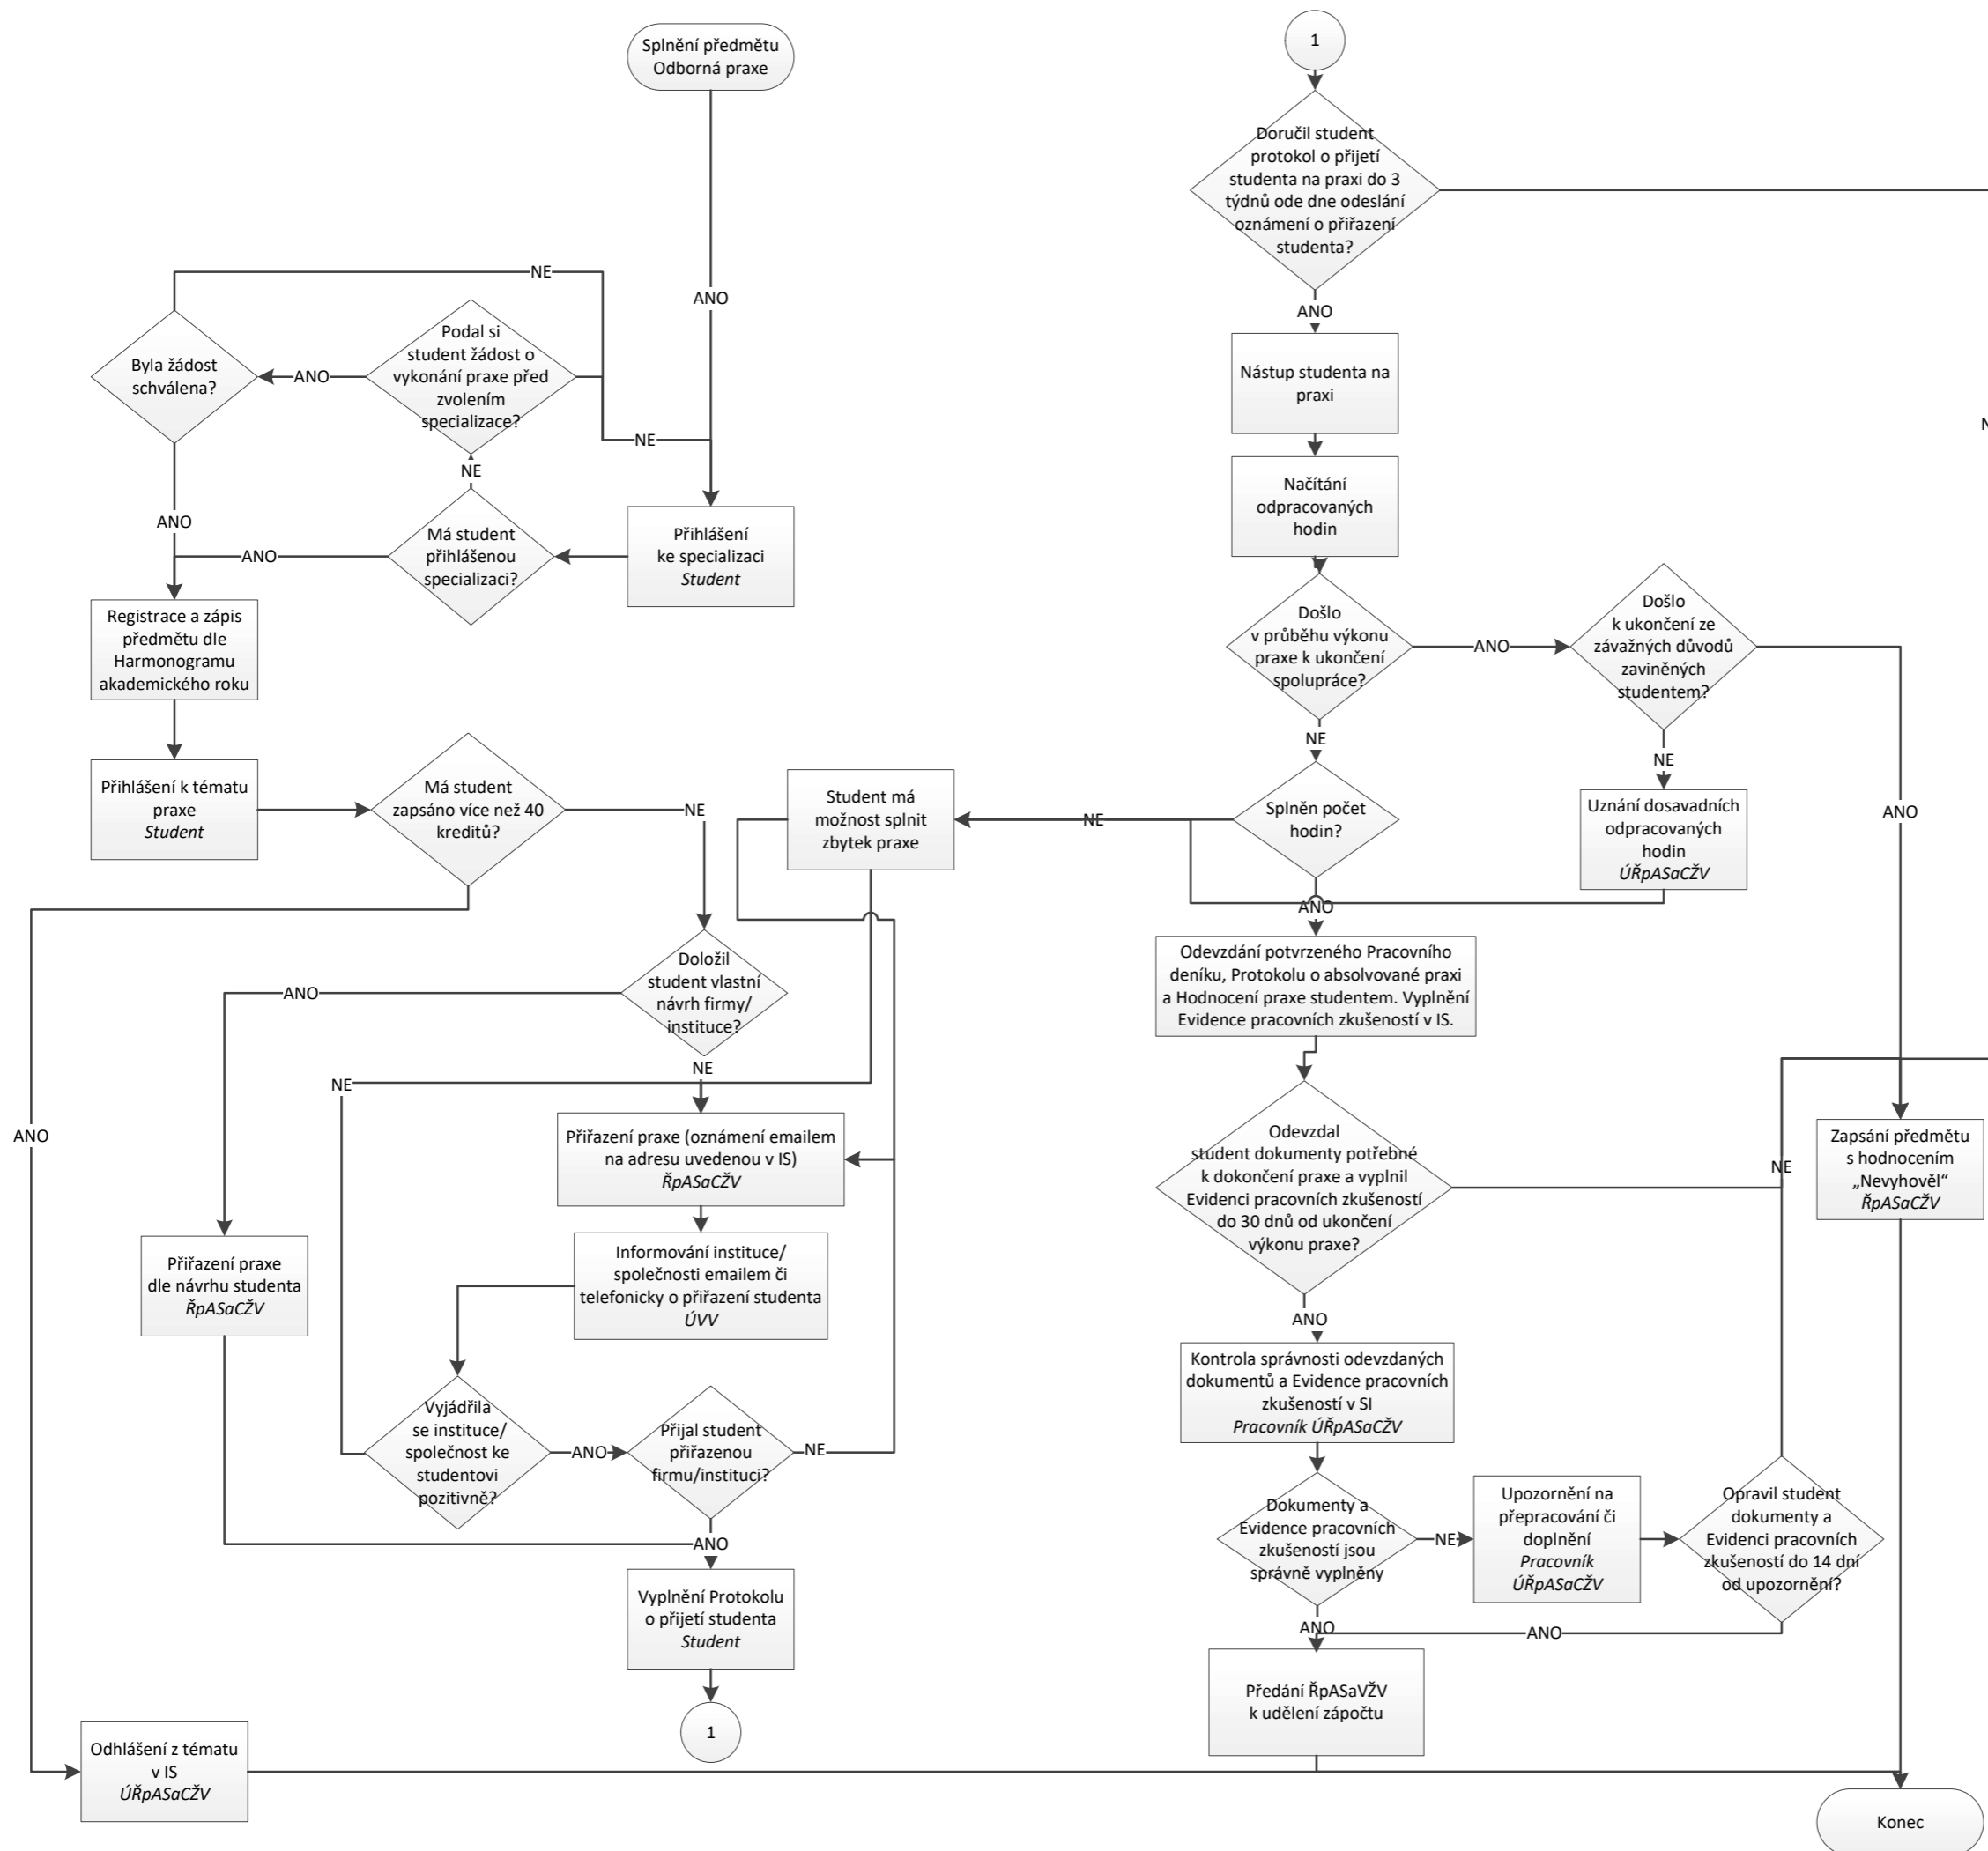 Splnění předmětu
Odborná praxe
ANO
NE
Byla žádost
schválena?
ANO
Podal si
student žádost o
vykonání praxe před
zvolením
specializace?
NE
NE
ANO
Má student
přihlášenou
specializaci?
ANO
Přihlášení
ke specializaci
Student
Registrace a zápis
předmětu dle
Harmonogramu
akademického roku
Přihlášení k tématu
praxe
Student
Má student
zapsáno více než 40
kreditů?
NE
ANO
Student má
možnost splnit
zbytek praxe
Doložil
student vlastní
návrh firmy/
instituce?
ANO
NE
NE
Přiřazení praxe (oznámení emailem
na adresu uvedenou v IS)
ŘpASaCŽV
Přiřazení praxe
dle návrhu studenta
ŘpASaCŽV
Informování instituce/
společnosti emailem či
telefonicky o přiřazení studenta
ÚVV
Vyjádřila
se instituce/
společnost ke
studentovi
pozitivně?
ANO
Přijal student
přiřazenou
firmu/instituci?
NE
ANO
Vyplnění Protokolu
o přijetí studenta
Student
1
Odhlášení z tématu
v IS
ÚŘpASaCŽV
1
Doručil student
protokol o přijetí
studenta na praxi do 3
týdnů ode dne odeslání
oznámení o přiřazení
studenta?
ANO
Nástup studenta na
praxi
Načítání
odpracovaných
hodin
Došlo
v průběhu výkonu
praxe k ukončení
spolupráce?
ANO
Došlo
k ukončení ze
závažných důvodů
zaviněných
studentem?
NE
NE
ANO
Splněn počet
hodin?
NE
Uznání dosavadních
odpracovaných
hodin
ÚŘpASaCŽV
ANO
Odevzdání potvrzeného Pracovního
deníku, Protokolu o absolvované praxi
a Hodnocení praxe studentem. Vyplnění
Evidence pracovních zkušeností v IS.
Odevzdal
student dokumenty potřebné
k dokončení praxe a vyplnil
Evidenci pracovních zkušeností
do 30 dnů od ukončení
výkonu praxe?
NE
Zapsání předmětu
s hodnocením
„Nevyhověl“
ŘpASaCŽV
ANO
Kontrola správnosti odevzdaných
dokumentů a Evidence pracovních
zkušeností v SI
Pracovník ÚŘpASaCŽV
Dokumenty a
Evidence pracovních
zkušeností jsou
správně vyplněny
NE
Upozornění na
přepracování či
doplnění
Pracovník
ÚŘpASaCŽV
Opravil student
dokumenty a
Evidenci pracovních
zkušeností do 14 dní
od upozornění?
ANO
ANO
Předání ŘpASaVŽV
k udělení zápočtu
Konec